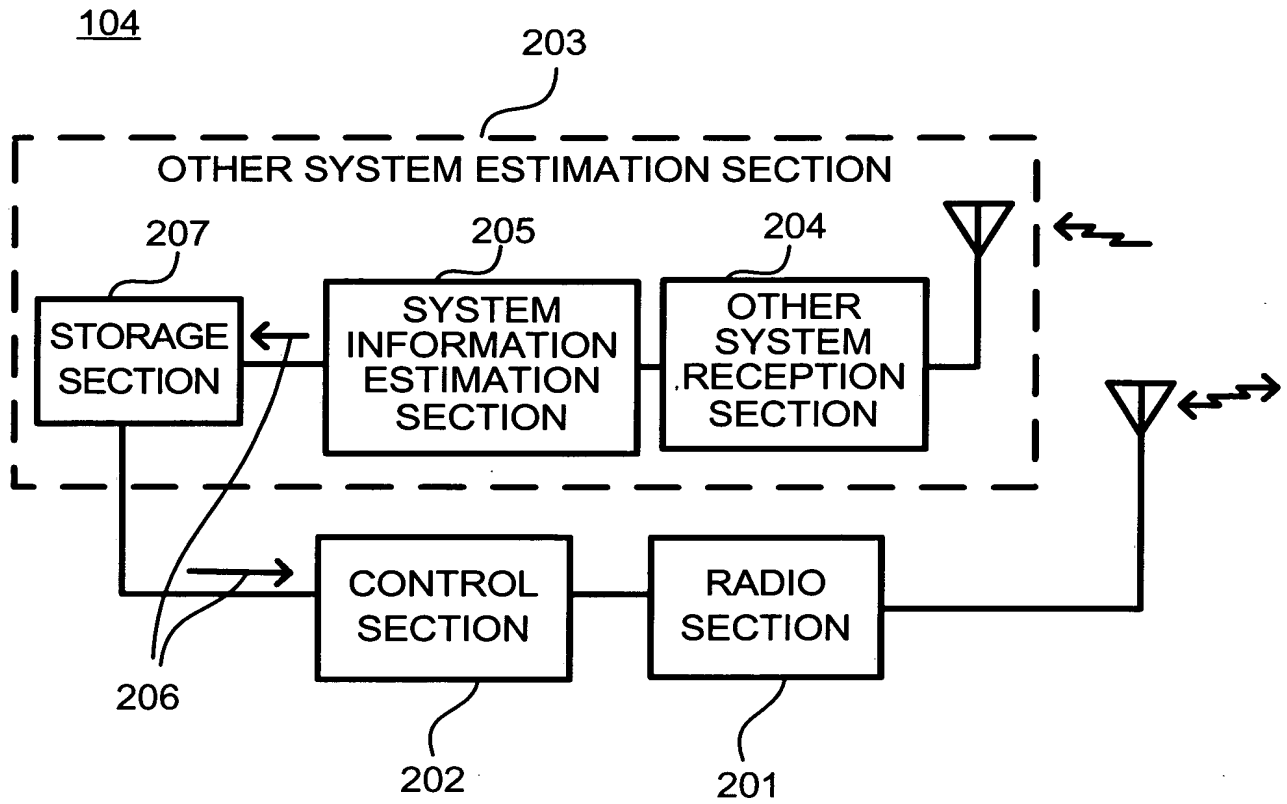 104
203
OTHER SYSTEM ESTIMATION SECTION
207
205
204
STORAGE
SECTION
SYSTEM
INFORMATION
ESTIMATION
SECTION
OTHER
SYSTEM
RECEPTION
SECTION
CONTROL
SECTION
RADIO
SECTION
206
202
201